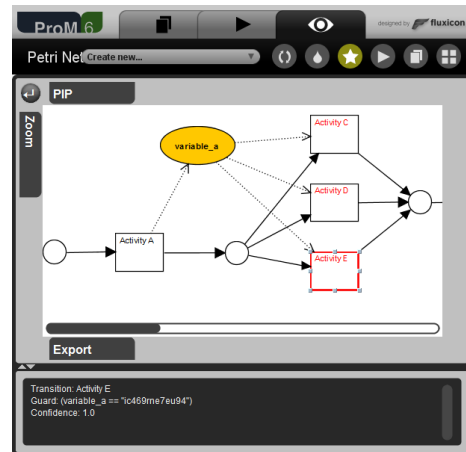 ProM 6
designed by fluxicon
Petri Net
Create new...
PIP
Zoom
Activity C
variable_a
Activity D
Activity A
Activity E
Export
Transition: Activity E
Guard: (variable_a == "ic469rne7eu94")
Confidence: 1.0